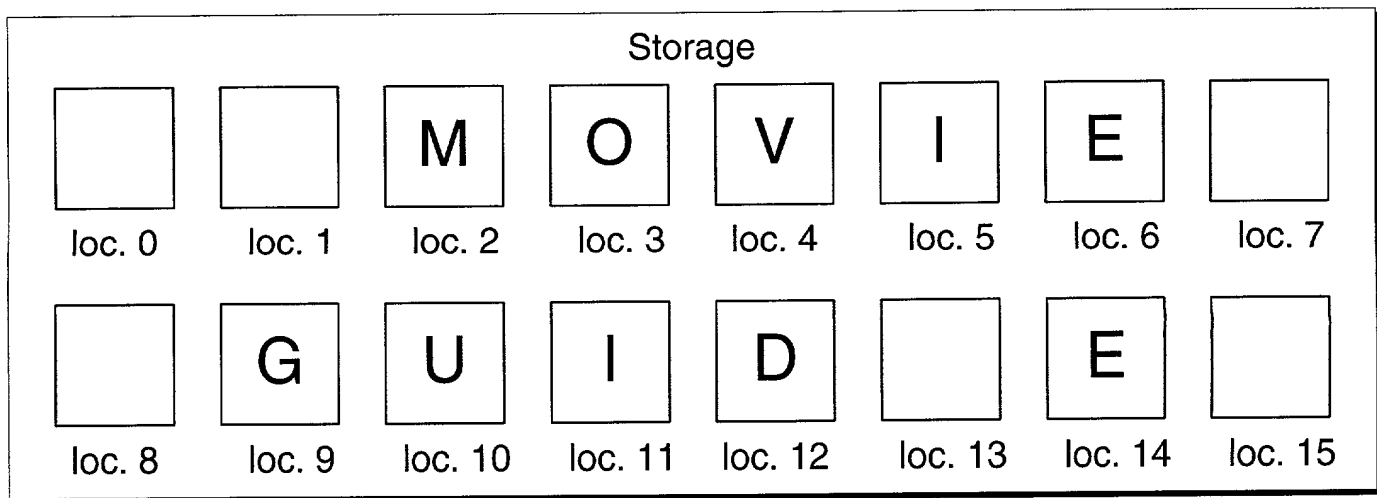 Storage
M O V I E
loc. 0 loc. 1 loc. 2 loc. 3 loc. 4 loc. 5 loc. 6 loc. 7
G U I D E
loc. 8 loc. 9 loc. 10 loc. 11 loc. 12 loc. 13 loc. 14 loc. 15